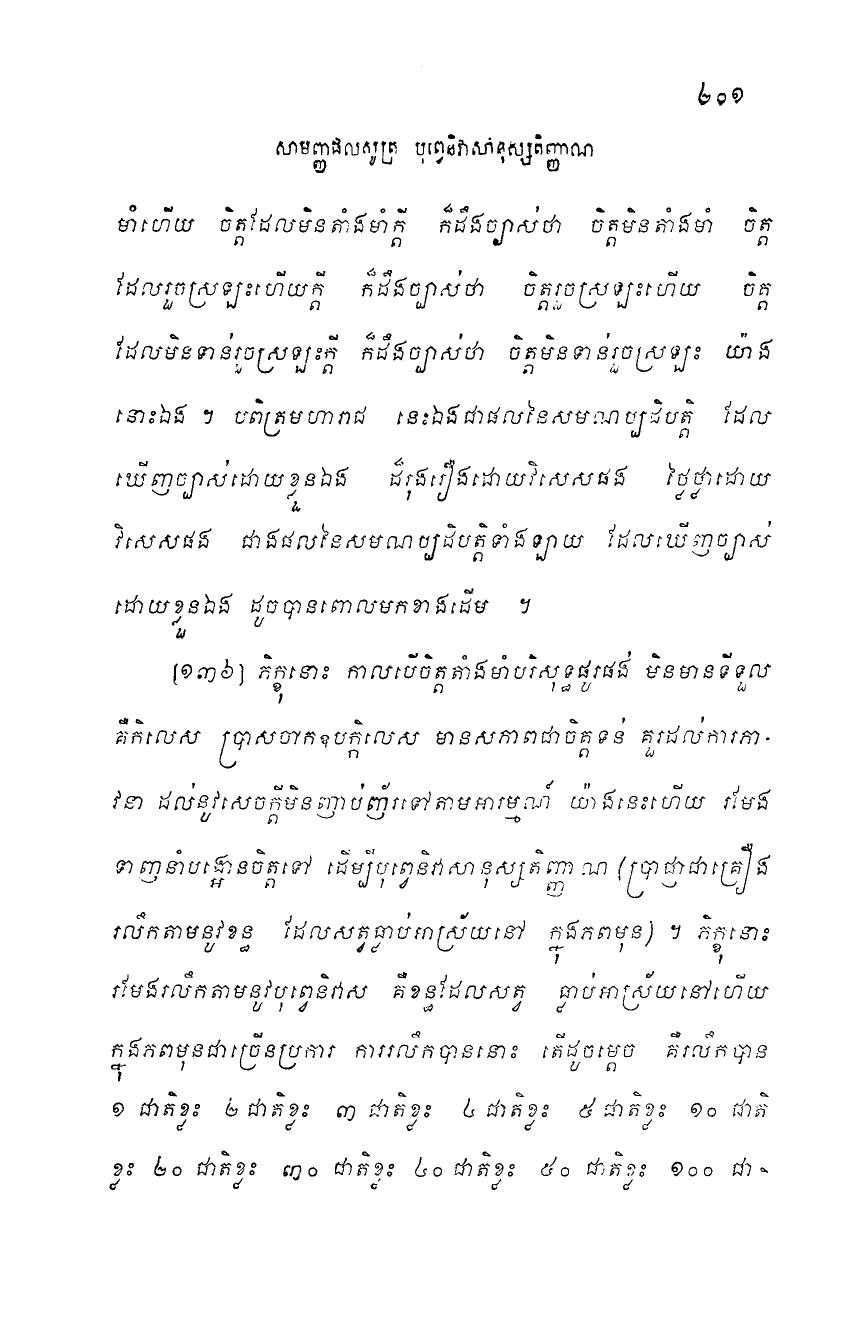 ២០១
សាមញ្ញផលសូត្រ បុព្វេនិវាសានុស្សតិញ្ញាណ
មាំហើយ ចិត្តដែលមិនតាំងមាំក្តី ក៏ដឹងច្បាស់ថា ចិត្តមិនតាំងមាំ ចិត្ត
ដែលរួចស្រឡះហើយក្តី ក៏ដឹងច្បាស់ថា ចិត្តរួចស្រឡះហើយ ចិត្ត
ដែលមិនទាន់រួចស្រឡះក្តី ក៏ដឹងច្បាស់ថា ចិត្តមិនទាន់រួចស្រឡះ យ៉ាង
នោះឯង ។ បពិត្រមហារាជ នេះឯងជាផលនៃសមណប្បដិបត្តិ ដែល
ឃើញច្បាស់ដោយខ្លួនឯង ដ៏រុងរឿងដោយវិសេសផង ថ្លៃថ្លាដោយ
វិសេសផង ជាងផលនៃសមណប្បដិបត្តិទាំងឡាយ ដែលឃើញច្បាស់
ដោយខ្លួនឯង ដូចបានពោលមកខាងដើម ។
[១៣៦] ភិក្ខុនោះ កាលបើចិត្តតាំងមាំបរិសុទ្ធផូរផង់ មិនមានទីទួល
គឺកិលេស ប្រាសចាកឧបក្តិលេស មានសភាពជាចិត្តទន់ គួរដល់ការភា-
វនា ដល់នូវសេចក្តីមិនញាប់ញ័រទៅតាមអារម្មណ៍ យ៉ាងនេះហើយ រមែង
ទាញនាំបង្អោនចិត្តទៅ ដើម្បីបុព្វេនិវាសានុស្សតិញ្ញាណ (ប្រាជ្ញាជាគ្រឿង
រលឹកតាមនូវខន្ធ ដែលសត្វធ្លាប់អាស្រ័យនៅ ក្នុងភពមុន) ។ ភិក្ខុនោះ
រមែងរលឹកតាមនូវបុព្វេនិវាស គឺខន្ធដែលសត្វ ធ្លាប់អាស្រ័យនៅហើយ
ក្នុងភពមុនជាច្រើនប្រការ ការរលឹកបាននោះ តើដូចម្តេច គឺរលឹកបាន
១ ជាតិខ្លះ ២ ជាតិខ្លះ ៣ ជាតិខ្លះ ៤ ជាតិខ្លះ ៥ ជាតិខ្លះ ១០ ជាតិ
ខ្លះ ២០ ជាតិខ្លះ ៣០ ជាតិខ្លះ ៤០ ជាតិខ្លះ ៥០ ជាតិខ្លះ ១០០ ជា-